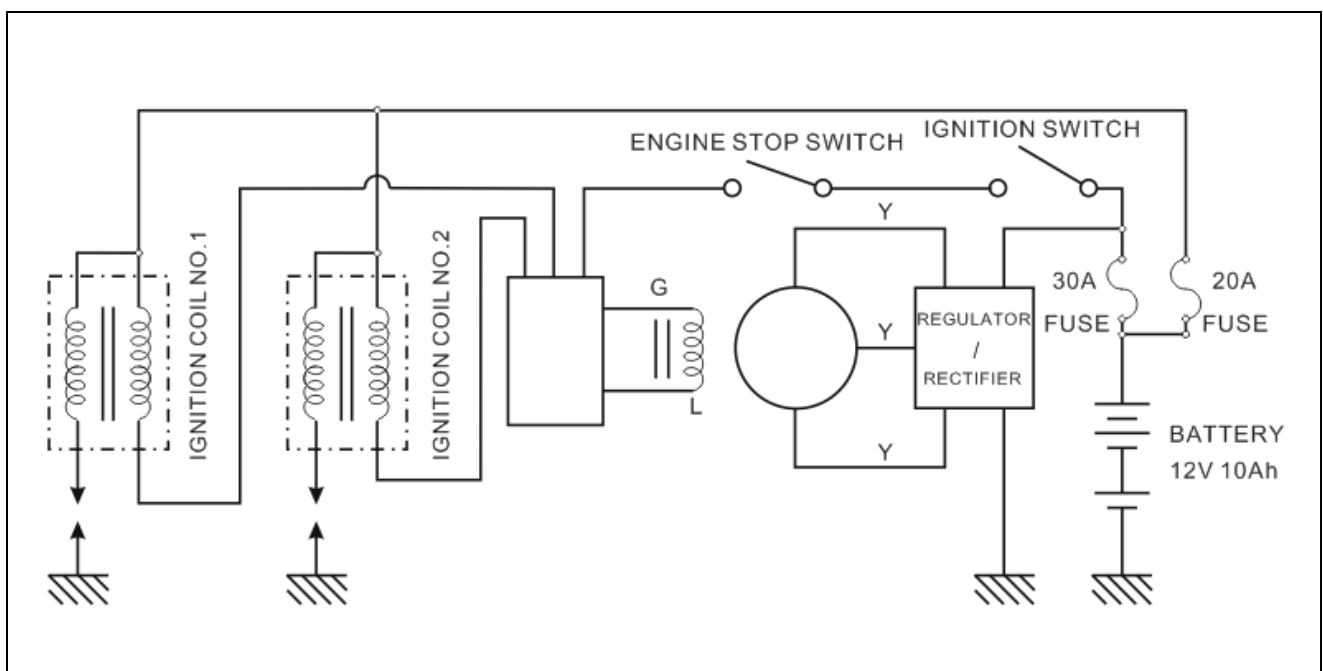 ENGINE STOP SWITCH
IGNITION SWITCH
IGNITION COIL NO.1
IGNITION COIL NO.2
Y
G
30A
FUSE
20A
FUSE
Y
REGULATOR
/
RECTIFIER
L
Y
BATTERY
12V 10Ah